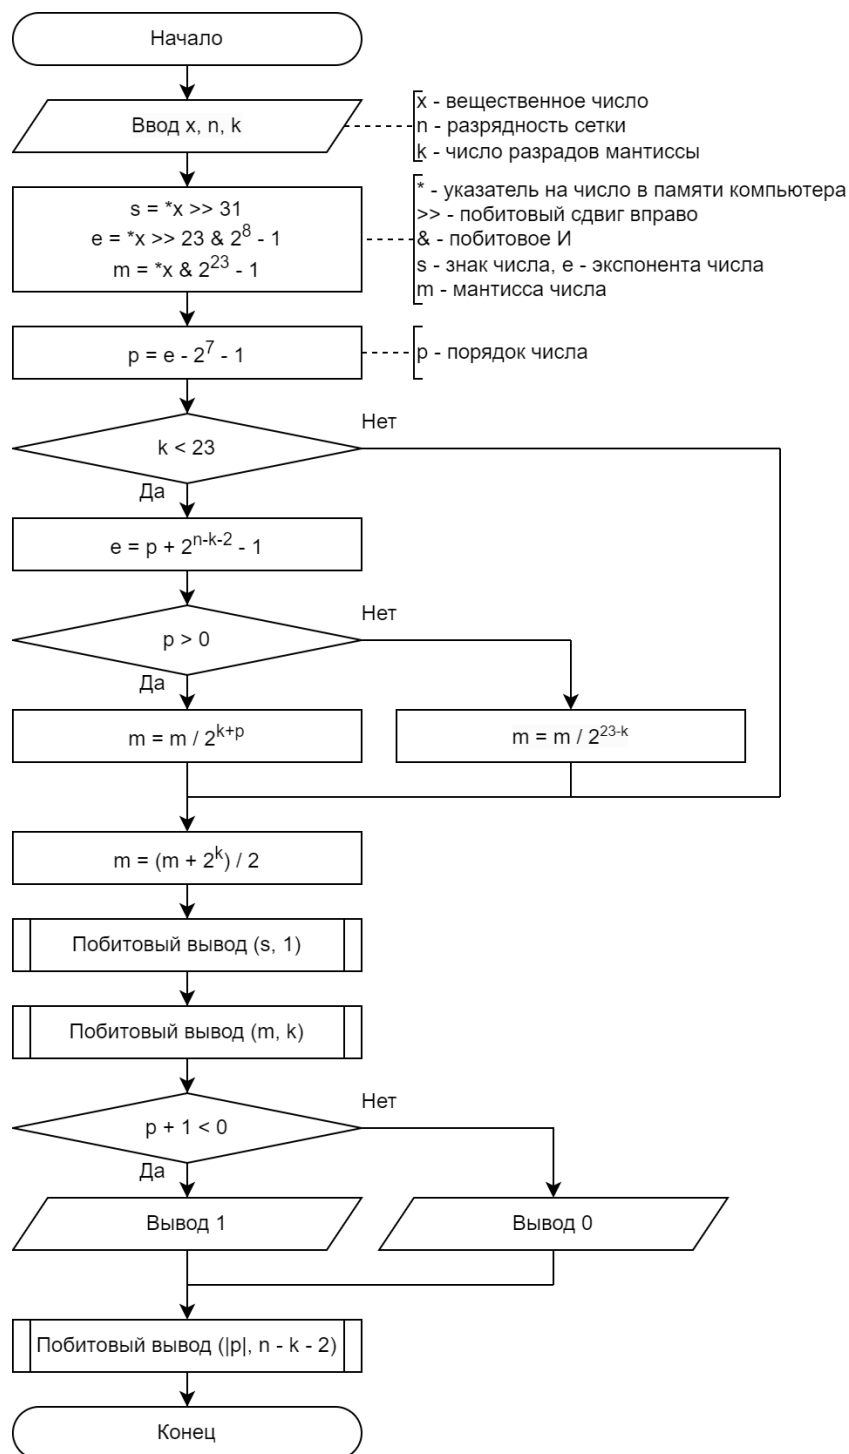 Начало
Ввод x, n, k
x - вещественное число
n - разрядность сетки
k - число разрадов мантиссы
s = *x >> 31
e = *x >> 23 & 2^8 - 1
m = *x & 2^23 - 1
* - указатель на число в памяти компьютера
>> - побитовый сдвиг вправо
& - побитовое И
s - знак числа, e - экспонента числа
m - мантисса числа
p = e - 2^7 - 1
p - порядок числа
k < 23
Нет
Да
e = p + 2^n-k-2 - 1
p > 0
Нет
Да
m = m / 2^k+p
m = m / 2^23-k
m = (m + 2^k) / 2
Побитовый вывод (s, 1)
Побитовый вывод (m, k)
p + 1 < 0
Нет
Да
Вывод 1
Вывод 0
Побитовый вывод (|p|, n - k - 2)
Конец